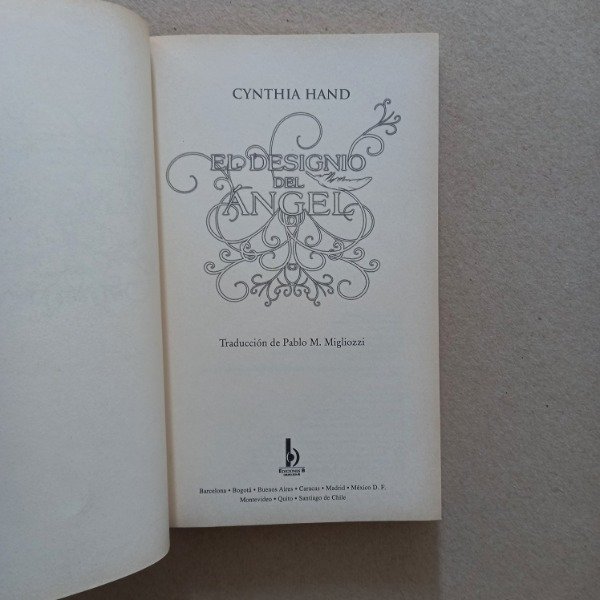 CYNTHIA HAND
EL DESIGNIO
DEL
ÁNGEL
Traducción de Pablo M. Migliozzi
b
EDICIONES B
Barcelona • Bogotá • Buenos Aires • Caracas • Madrid • México D. F.
Montevideo • Quito • Santiago de Chile